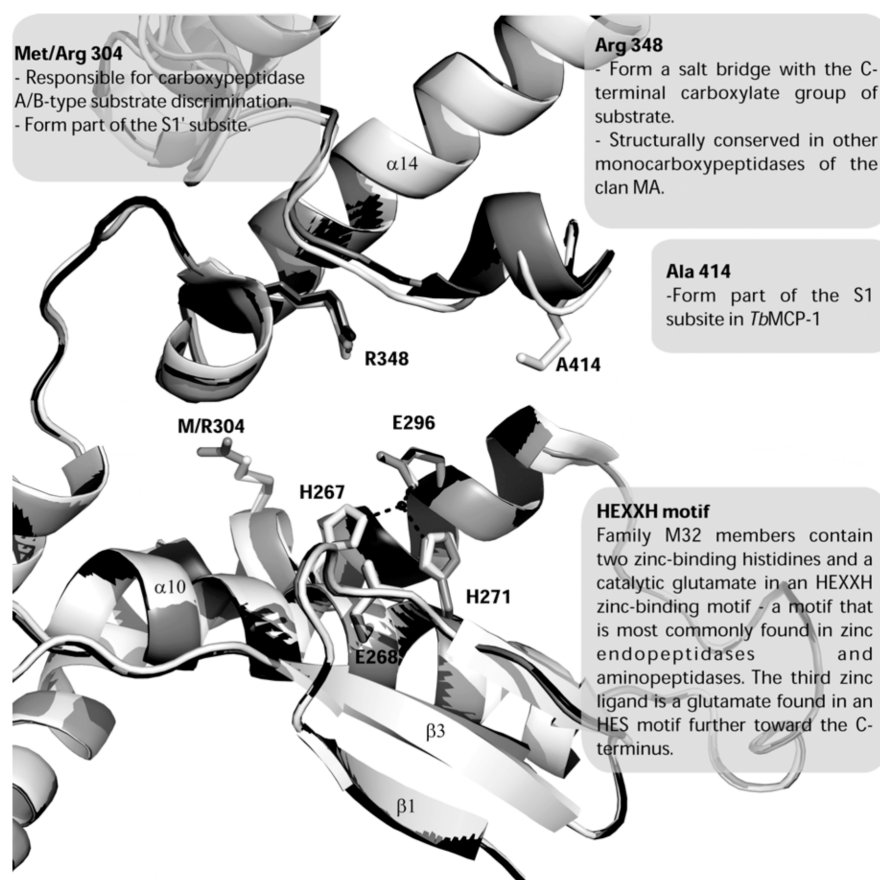 Met/Arg 304
- Responsible for carboxypeptidase
A/B-type substrate discrimination.
- Form part of the S1' subsite.
Arg 348
- Form a salt bridge with the C-
terminal carboxylate group of
substrate.
- Structurally conserved in other
monocarboxypeptidases of the
clan MA.
α14
Ala 414
-Form part of the S1
subsite in TbMCP-1
R348
A414
M/R304
E296
H267
HEXXH motif
Family M32 members contain
two zinc-binding histidines and a
catalytic glutamate in an HEXXH
zinc-binding motif - a motif that
is most commonly found in zinc
endopeptidases and
aminopeptidases. The third zinc
ligand is a glutamate found in an
HES motif further toward the C-
terminus.
α10
H271
E268
β3
β1